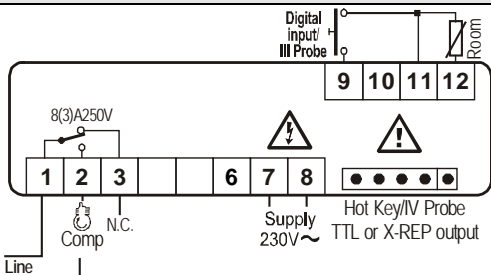 Digital
input/
III Probe
Room
9 10 11 12
8(3)A250V
1 2 3 6 7 8
Comp
N.C.
Supply
230V~
Hot Key/IV Probe
TTL or X-REP output
Line